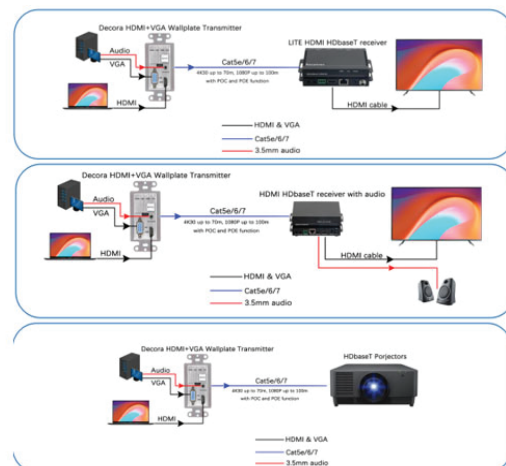 Decora HDMI+VGA Wallplate Transmitter
LITE HDMI HDbaseT receiver
Audio
VGA
Cat5e/6/7
4K30 up to 70m, 1080P up to 100m
with POC and POE function
HDMI
HDMI cable
HDMI & VGA
Cat5e/6/7
3.5mm audio
Decora HDMI+VGA Wallplate Transmitter
HDMI HDbaseT receiver with audio
Audio
VGA
Cat5e/6/7
4K30 up to 70m, 1080P up to 100m
with POC and POE function
HDMI
HDMI cable
HDMI & VGA
Cat5e/6/7
3.5mm audio
Decora HDMI+VGA Wallplate Transmitter
HDbaseT Porjectors
Audio
VGA
Cat5e/6/7
4K30 up to 70m, 1080P up to 100m
with POC and POE function
HDMI
HDMI & VGA
Cat5e/6/7
3.5mm audio